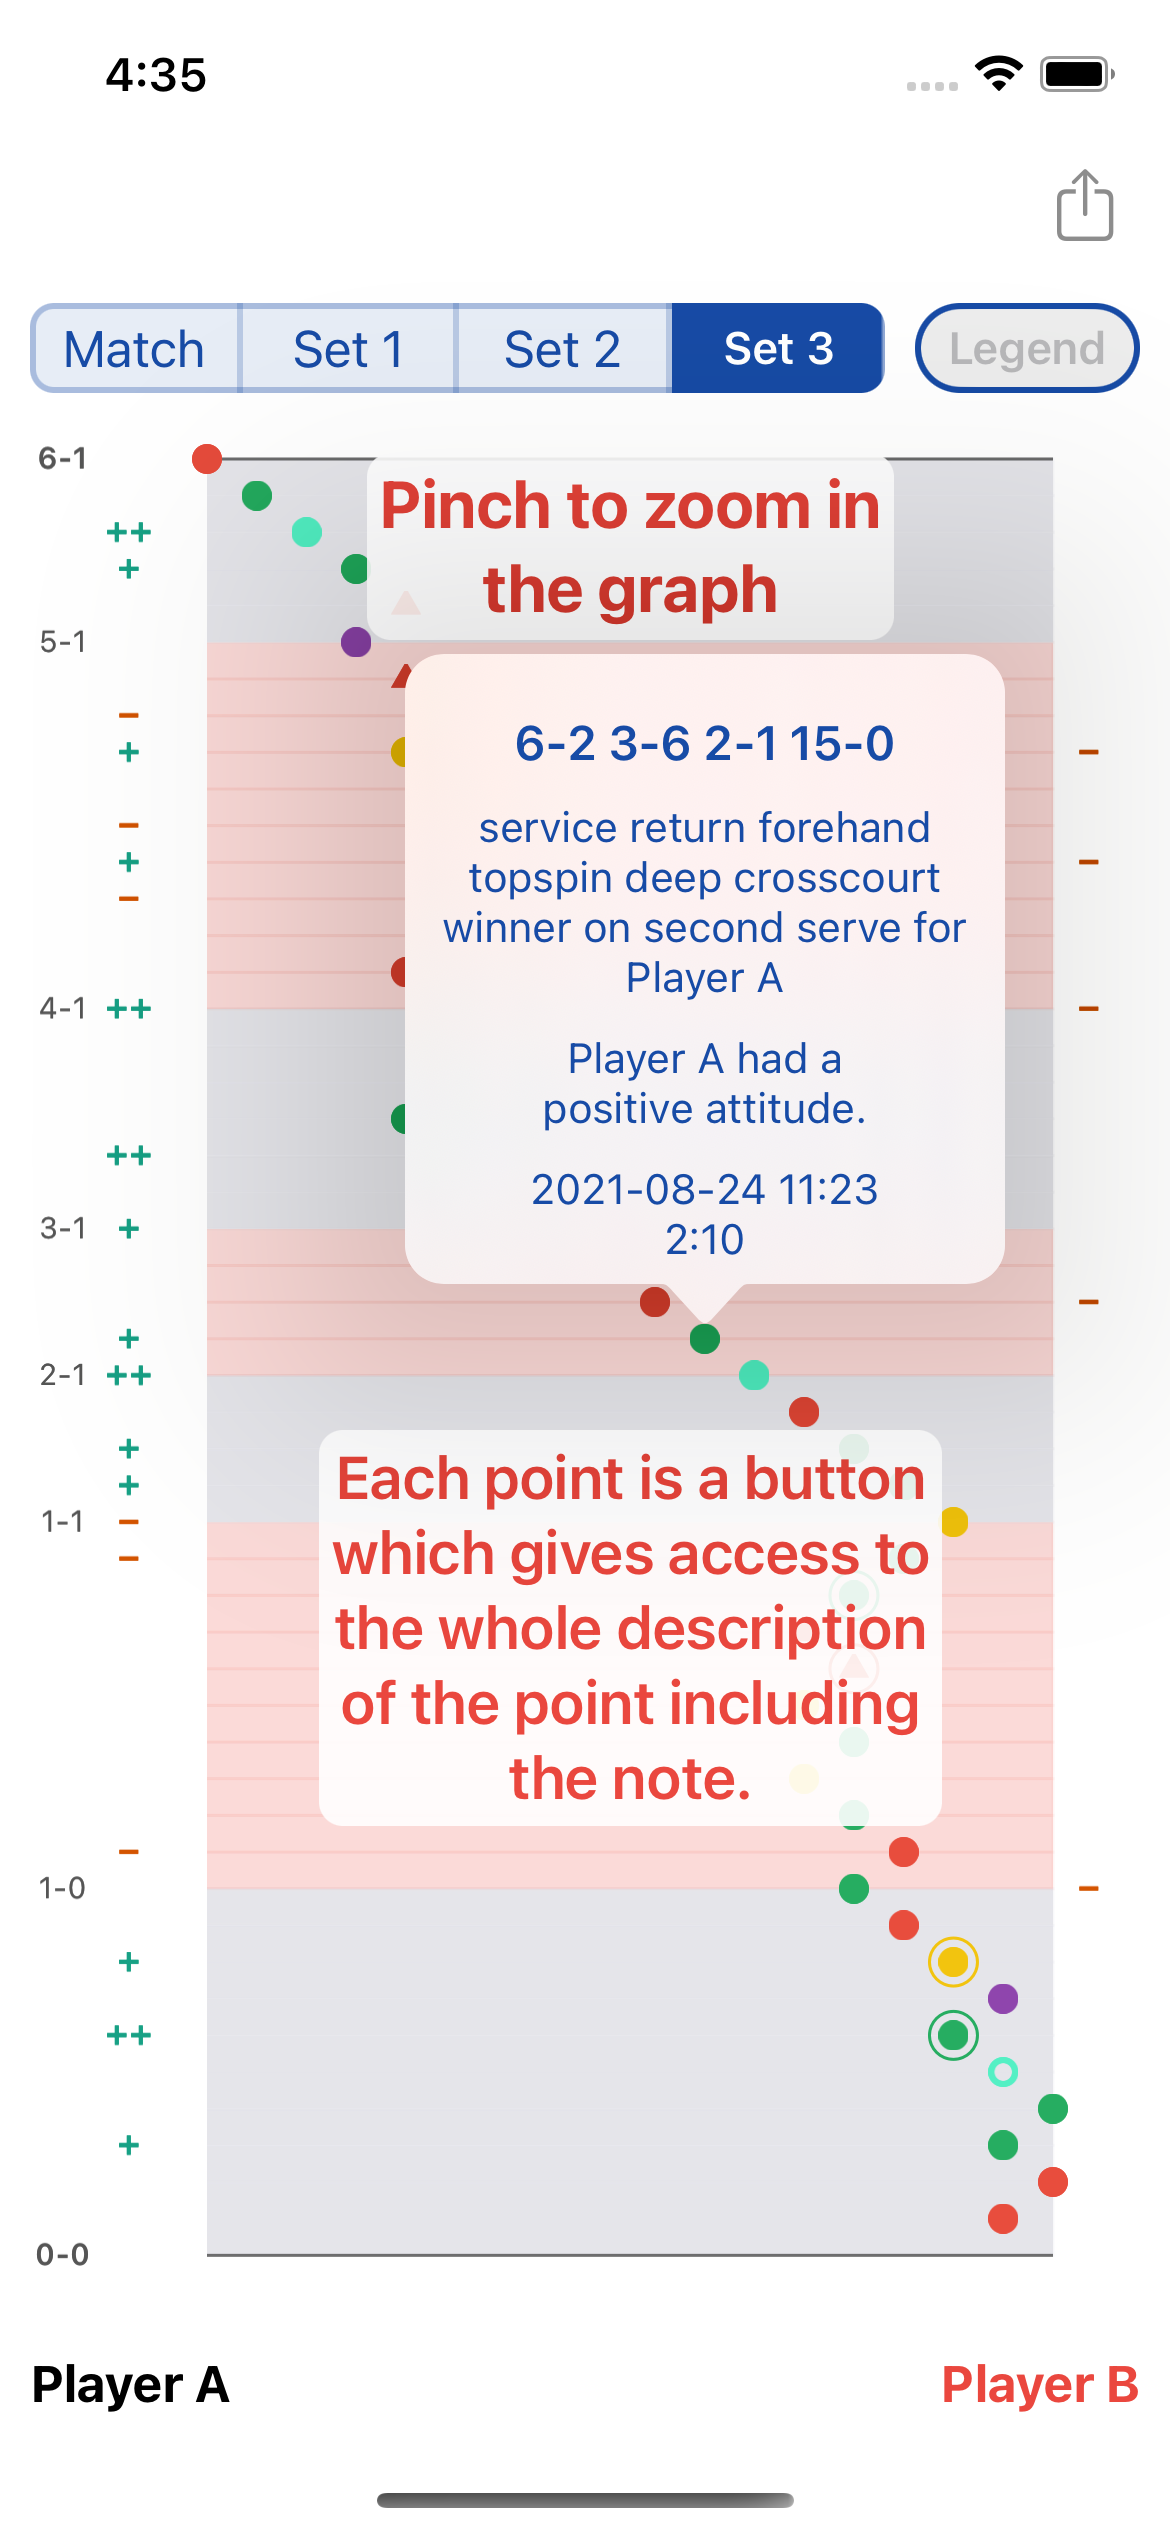 4:35
Match Set 1 Set 2 Set 3 Legend
6-1
Pinch to zoom in
the graph
++
+
5-1
−
+ −
−
+ −
−
4-1 ++ −
++
3-1 +
−
+
2-1 ++
+
+
1-1 −
−
6-2 3-6 2-1 15-0
service return forehand
topspin deep crosscourt
winner on second serve for
Player A
Player A had a
positive attitude.
2021-08-24 11:23
2:10
Each point is a button
which gives access to
the whole description
of the point including
the note.
−
1-0 −
+
++
+
0-0
Player A Player B